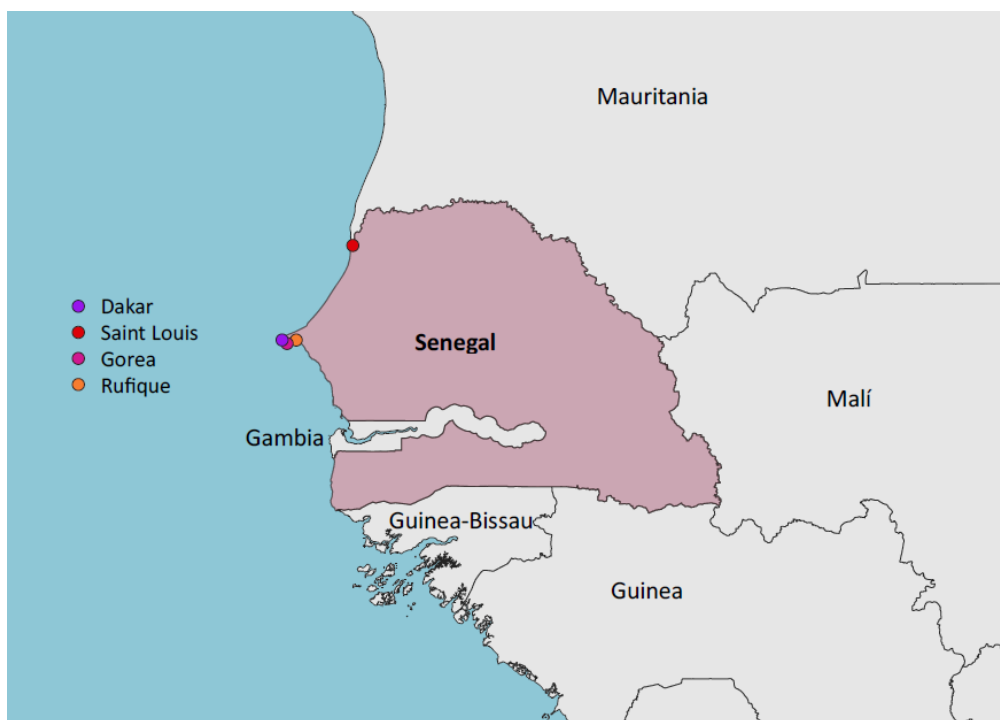 Mauritania
Dakar
Saint Louis
Gorea
Rufique
Senegal
Malí
Gambia
Guinea-Bissau
Guinea